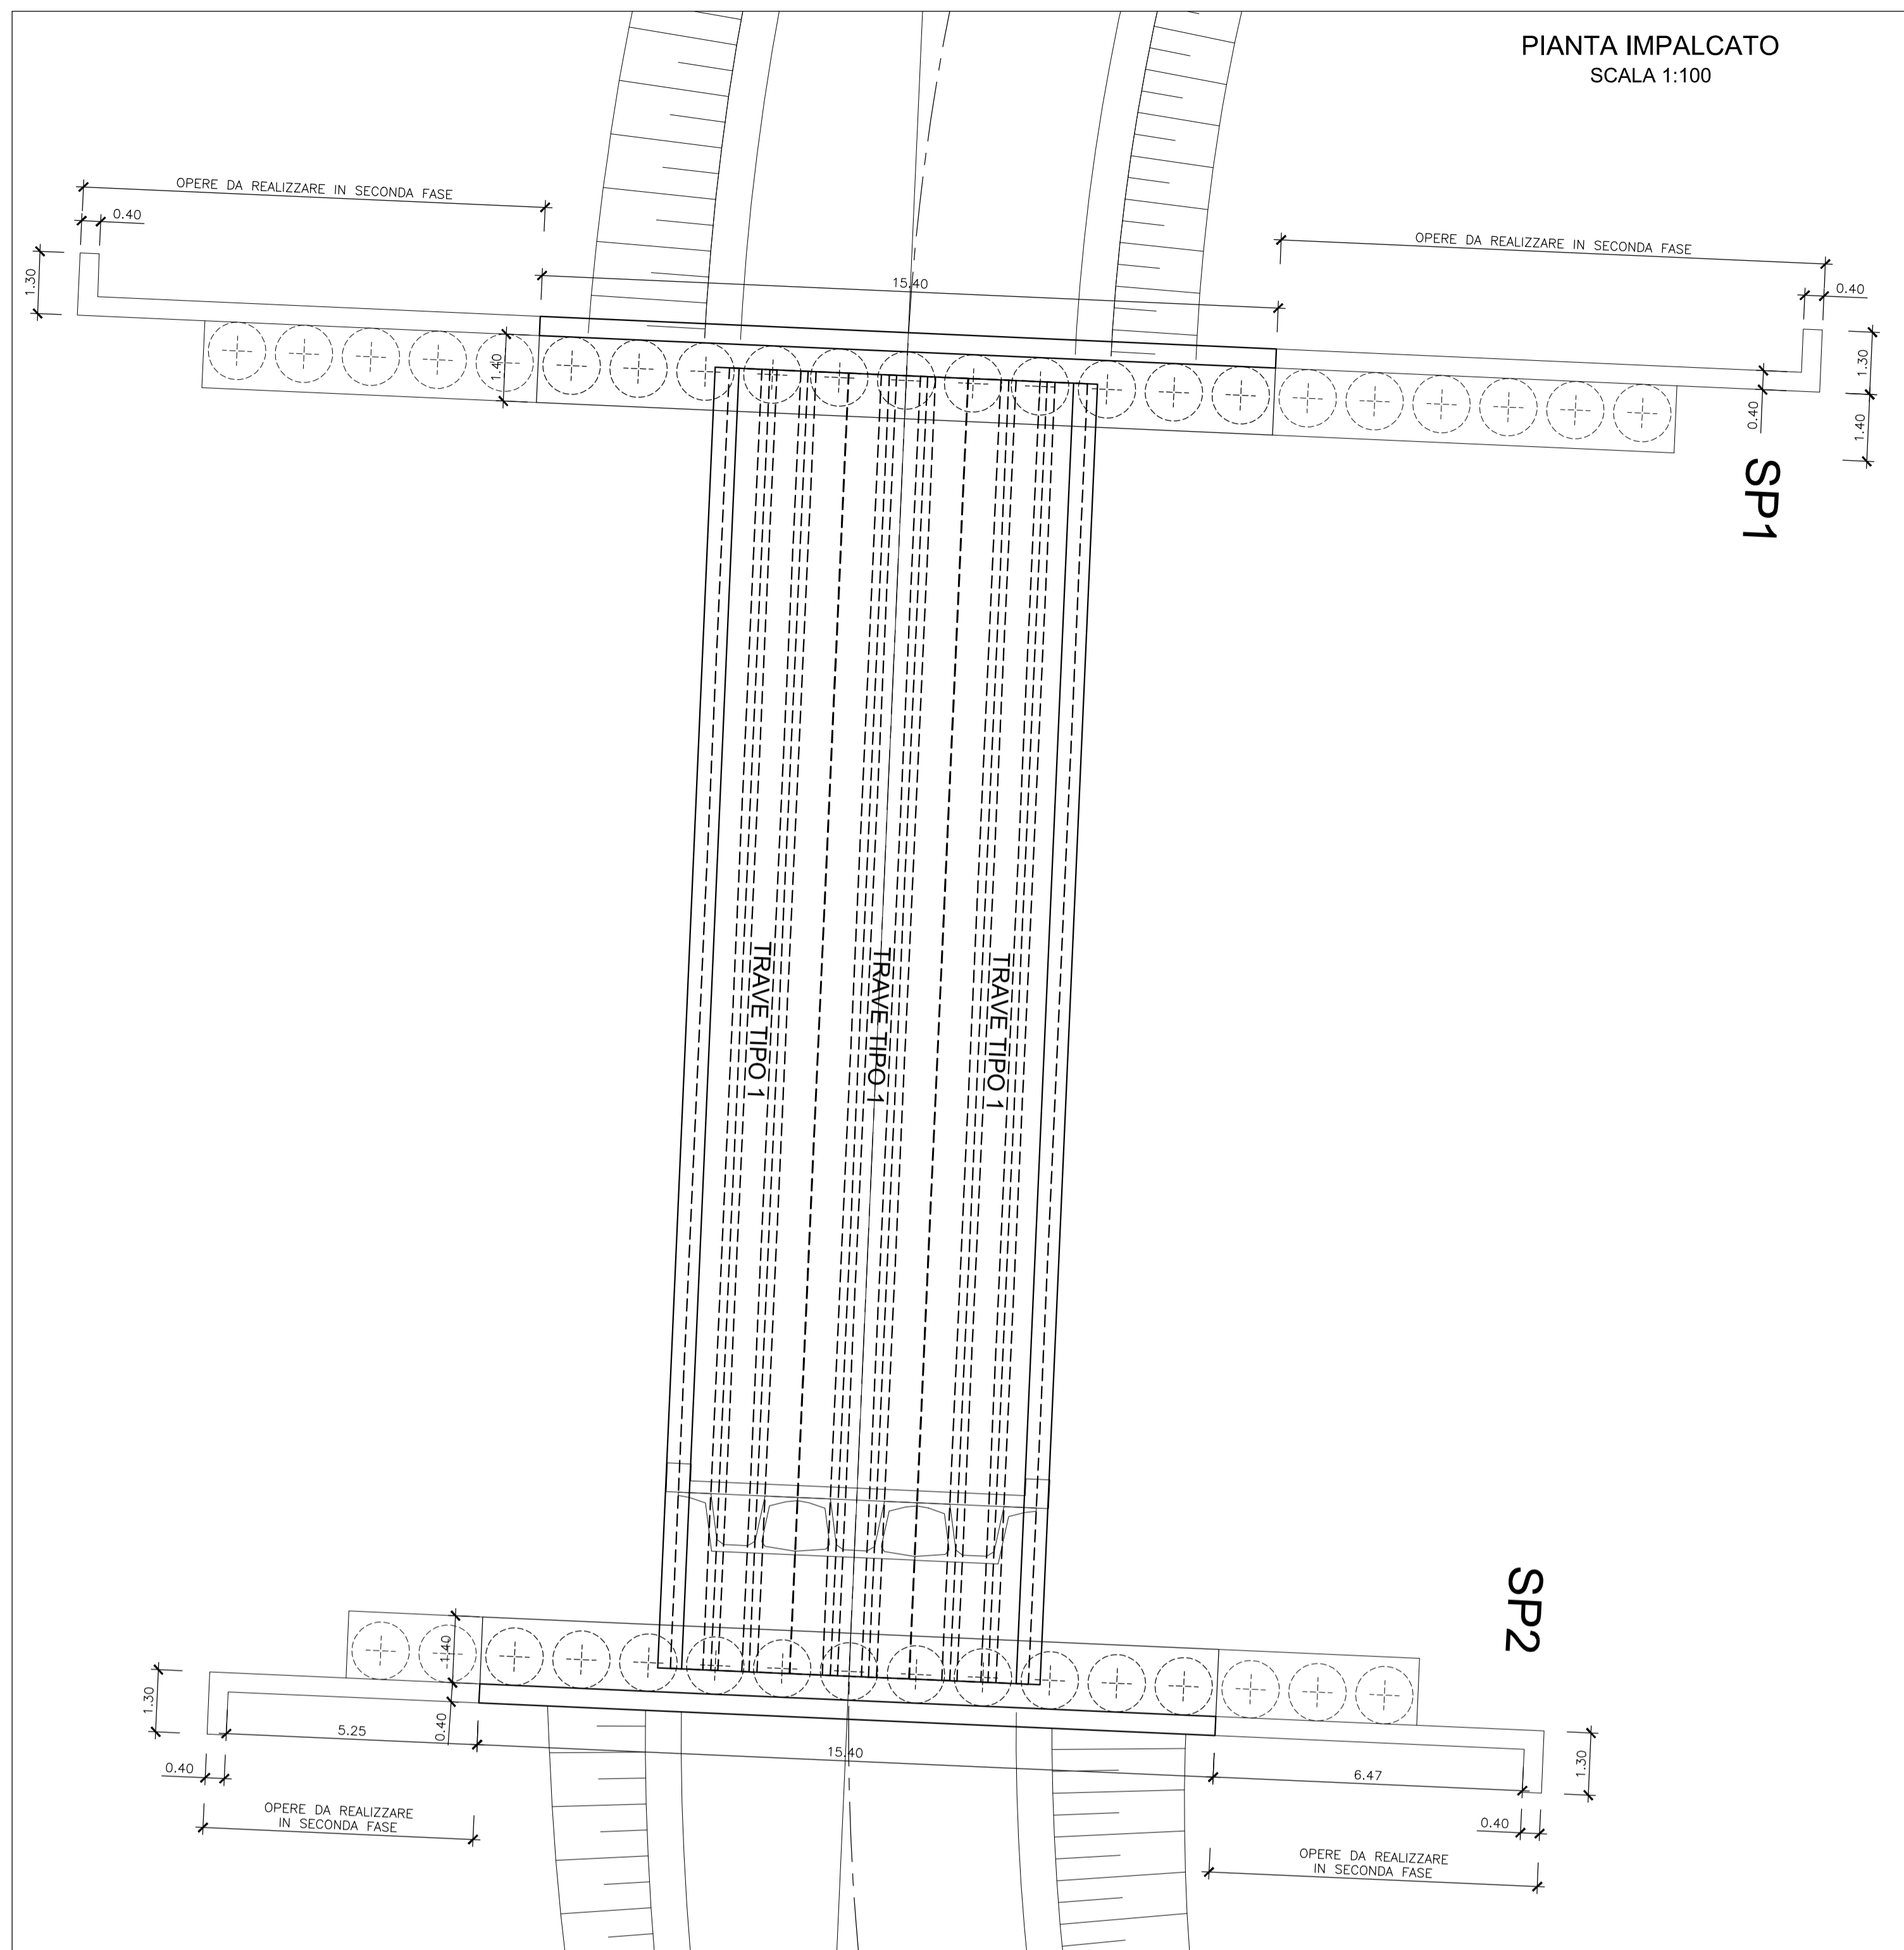 PIANTA IMPALCATO
SCALA 1:100
OPERE DA REALIZZARE IN SECONDA FASE
0.40
1.30
15.40
OPERE DA REALIZZARE IN SECONDA FASE
0.40
1.30
1.40
0.40
1.40
SP1
TRAVE TIPO 1
TRAVE TIPO 1
TRAVE TIPO 1
SP2
1.40
1.30
5.25
0.40
15.40
6.47
1.30
0.40
0.40
OPERE DA REALIZZARE
IN SECONDA FASE
OPERE DA REALIZZARE
IN SECONDA FASE